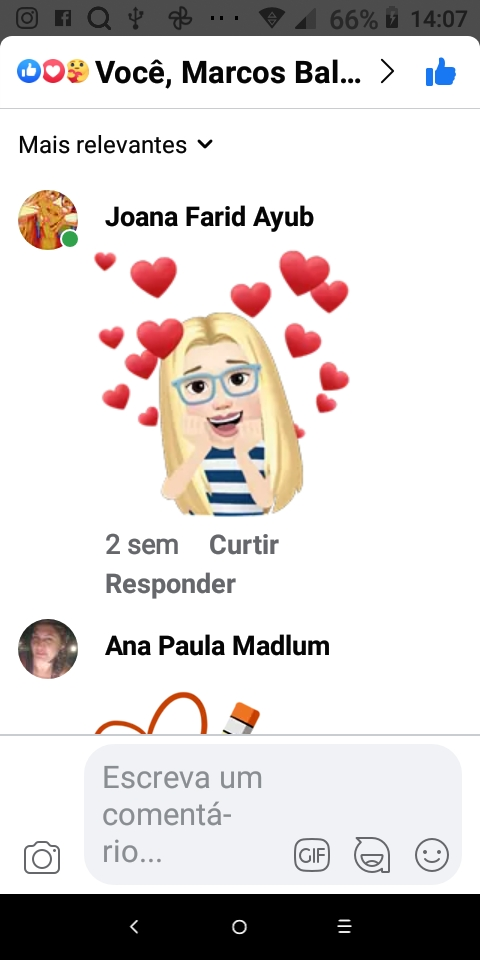 66% 14:07
Você, Marcos Bal...
Mais relevantes
Joana Farid Ayub
2 sem Curtir
Responder
Ana Paula Madlum
Escreva um
comentá-
rio...
GIF